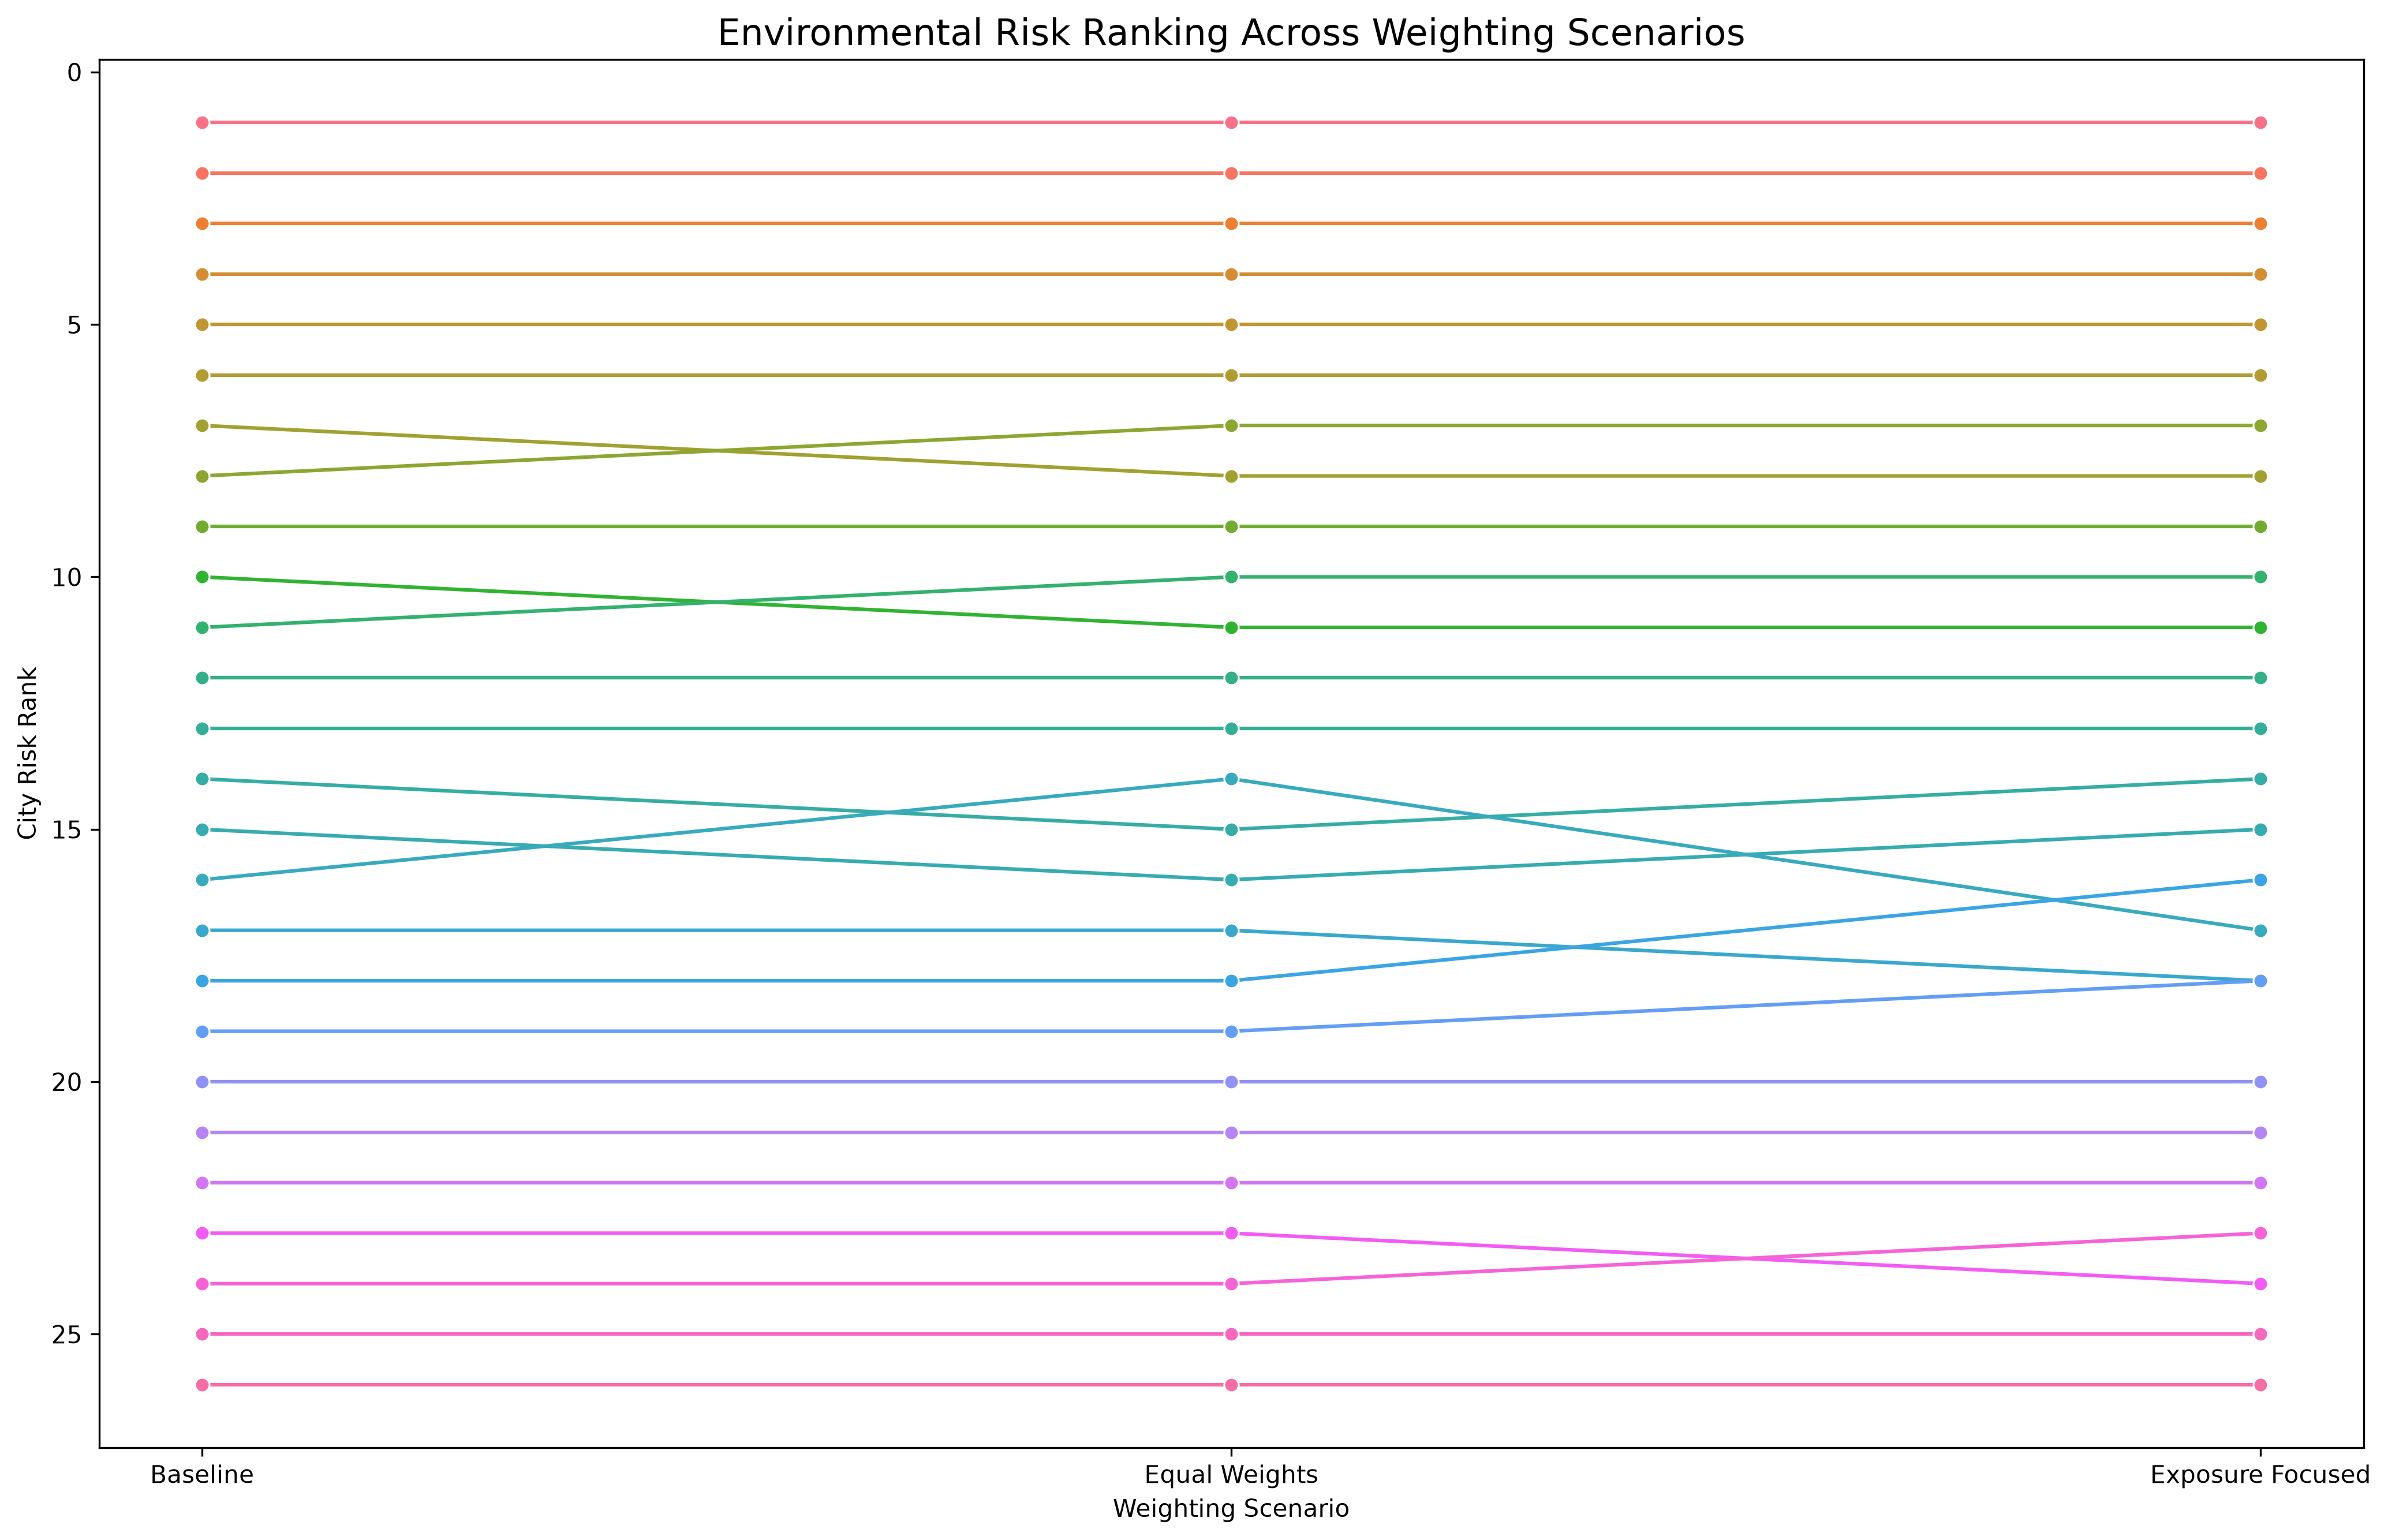 Environmental Risk Ranking Across Weighting Scenarios
0
5
10
15
20
25
City Risk Rank
Baseline
Equal Weights
Exposure Focused
Weighting Scenario